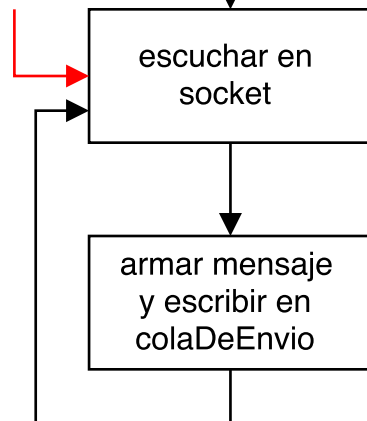 escuchar en
socket
armar mensaje
y escribir en
colaDeEnvio